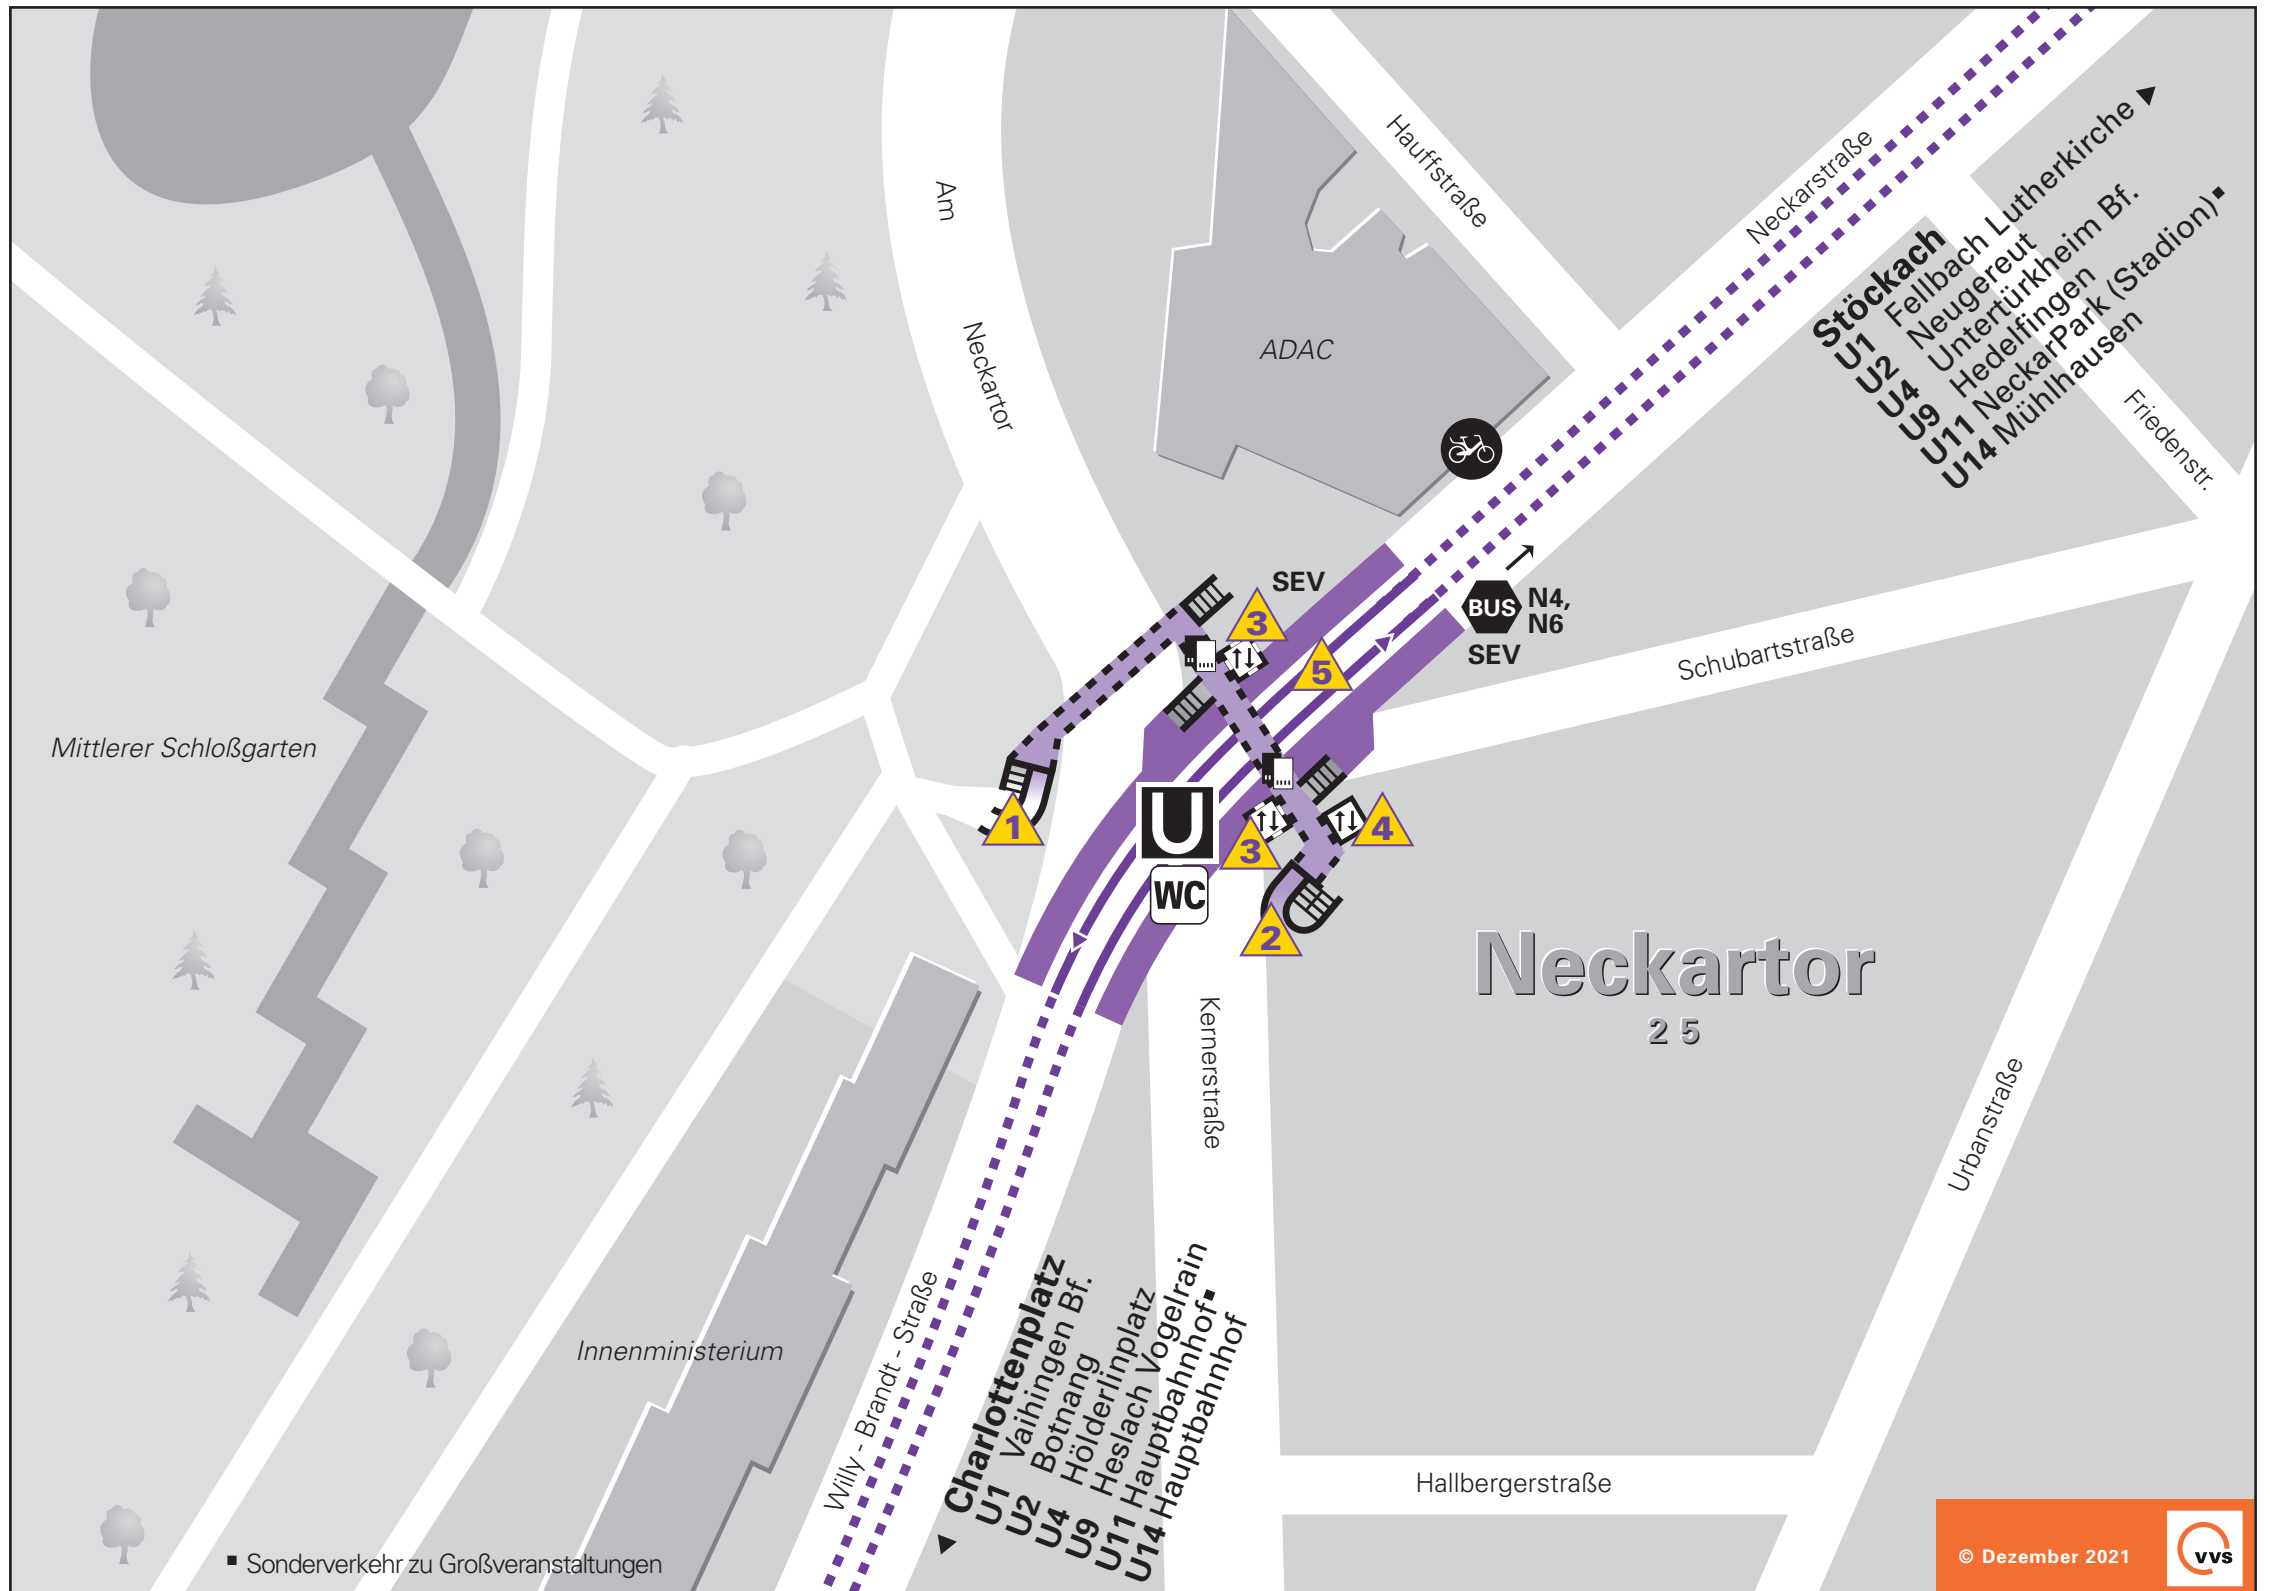 Am
Neckartor
Hauffstraße
Neckarstraße
ADAC
Stöckach
U1 Fellbach Lutherkirche
U2 Neugereut
U4 Untertürkheim Bf.
U9 Hedelfingen
U11 NeckarPark (Stadion)▪
U14 Mühlhausen
Friedenstr.
SEV
3
5
BUS N4,
N6
SEV
Schubartstraße
Mittlerer Schloßgarten
1
U
WC
3
4
2
Neckartor
2 5
Kernerstraße
Urbanstraße
Innenministerium
Willy - Brandt - Straße
Charlottenplatz
U1 Vaihingen Bf.
U2 Botnang
U4 Hölderlinplatz
U9 Heslach Vogelrain
U11 Hauptbahnhof▪
U14 Hauptbahnhof
Hallbergerstraße
▪ Sonderverkehr zu Großveranstaltungen
© Dezember 2021
vvs